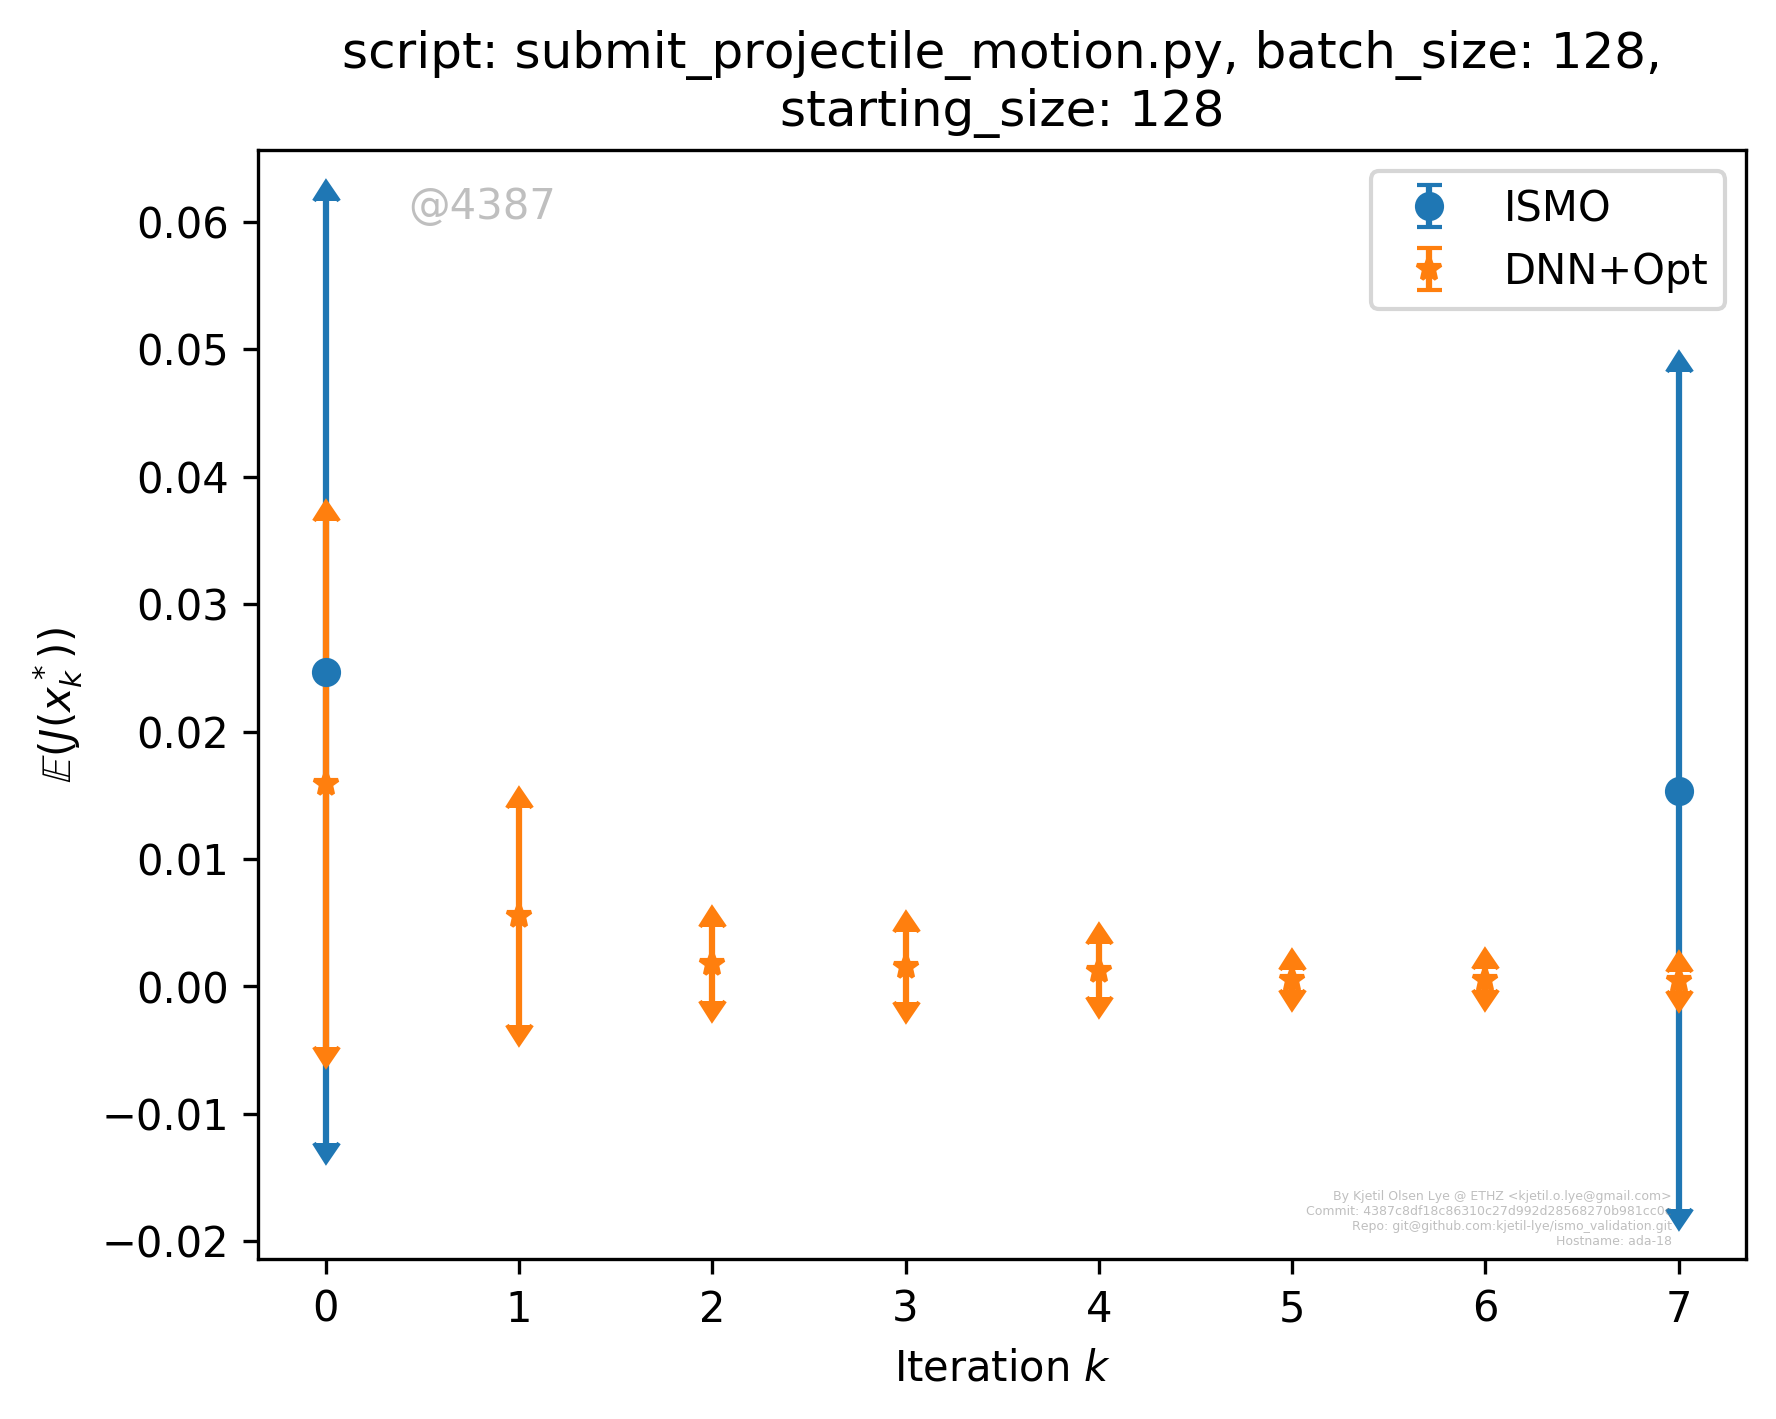 script: submit_projectile_motion.py, batch_size: 128,
starting_size: 128
@4387
ISMO
DNN+Opt
0.06
0.05
0.04
0.03
0.02
0.01
0.00
−0.01
−0.02
𝔼(J(x*k))
By Kjetil Olsen Lye @ ETHZ <kjetil.o.lye@gmail.com>
Repo: git@github.com:kjetil-lye/ismo_validation.git
Hostname: ada-18
0 1 2 3 4 5 6 7
Iteration k